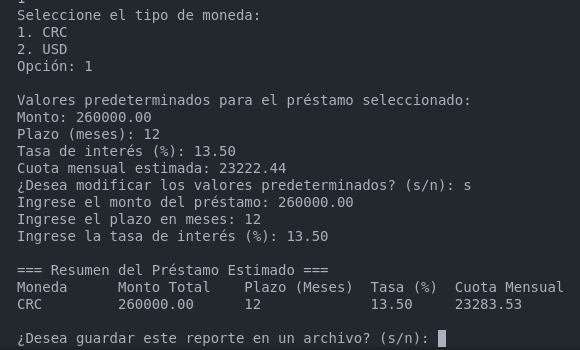 Seleccione el tipo de moneda:
1. CRC
2. USD
Opción: 1
Valores predeterminados para el préstamo seleccionado:
Monto: 260000.00
Plazo (meses): 12
Tasa de interés (%): 13.50
Cuota mensual estimada: 23222.44
¿Desea modificar los valores predeterminados? (s/n): s
Ingrese el monto del préstamo: 260000.00
Ingrese el plazo en meses: 12
Ingrese la tasa de interés (%): 13.50
=== Resumen del Préstamo Estimado ===
Moneda Monto Total Plazo (Meses) Tasa (%) Cuota Mensual
CRC 260000.00 12 13.50 23283.53
¿Desea guardar este reporte en un archivo? (s/n):